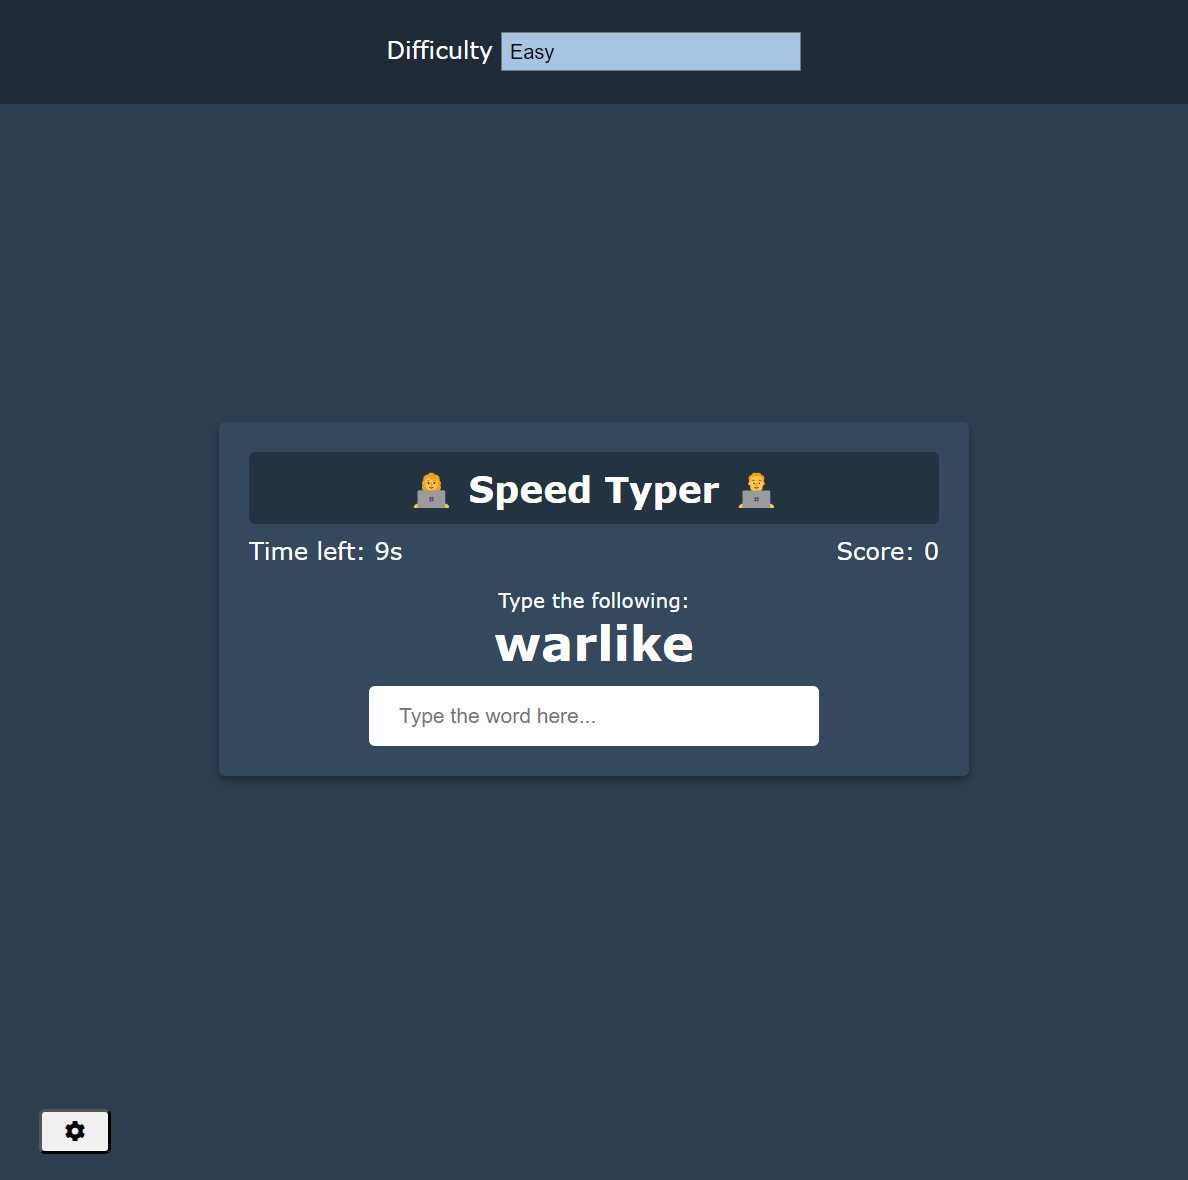 Difficulty Easy
👩‍💻 Speed Typer 👨‍💻
Time left: 9s Score: 0
Type the following:
warlike
Type the word here...